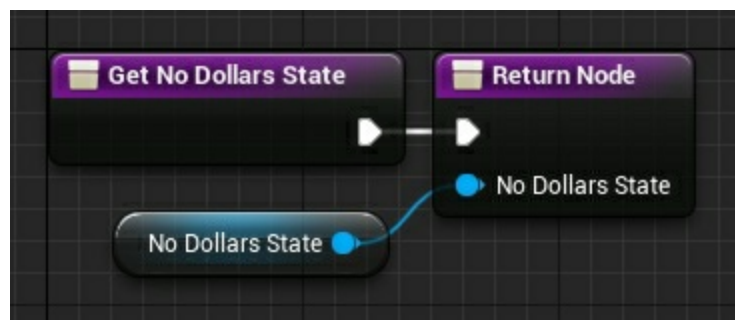 Get No Dollars State
Return Node
No Dollars State
No Dollars State